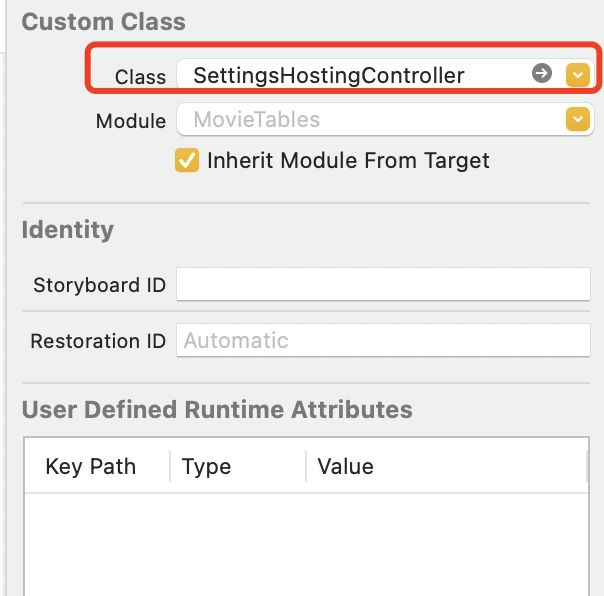 Custom Class
Class SettingsHostingController
Module MovieTables
Inherit Module From Target
Identity
Storyboard ID
Restoration ID Automatic
User Defined Runtime Attributes
Key Path Type Value